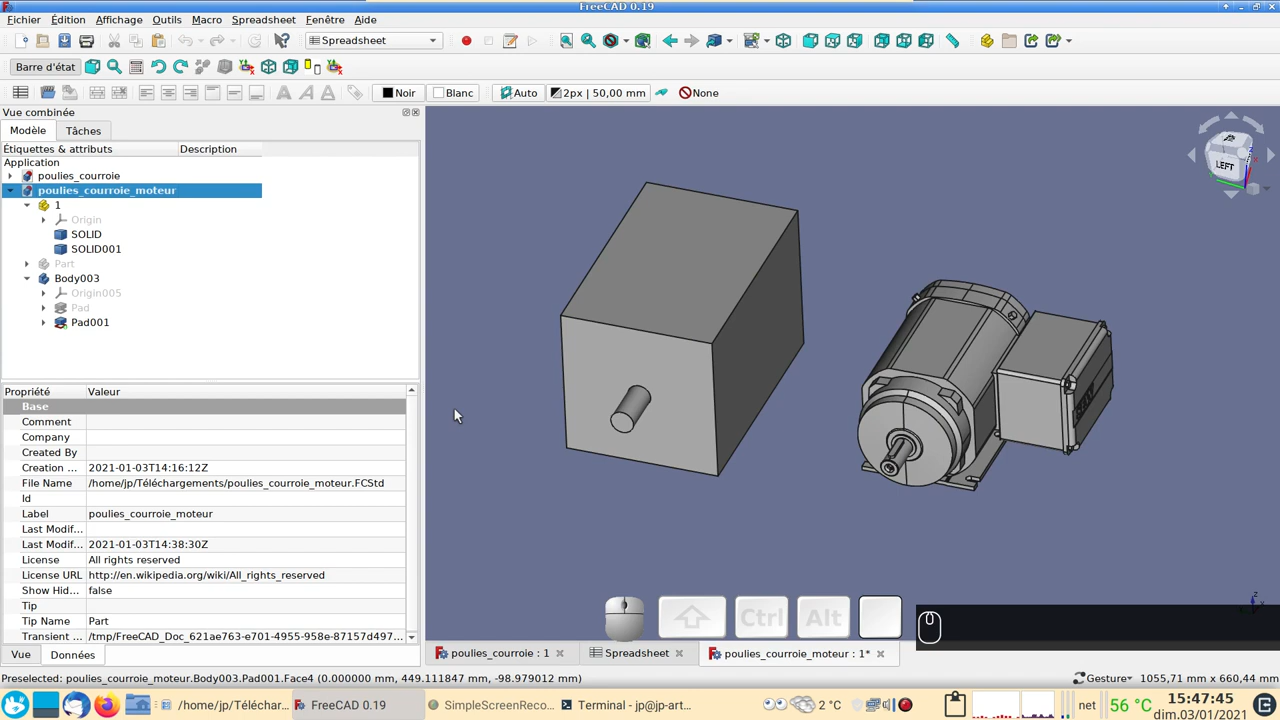 FreeCAD 0.19
Fichier Édition Affichage Outils Macro Spreadsheet Fenêtre Aide
Spreadsheet
Barre d'état
Noir Blanc Auto 2px | 50,00 mm None
Vue combinée
Modèle Tâches
Étiquettes & attributs Description
Application
poulies_courroie
poulies_courroie_moteur
1
Origin
SOLID
SOLID001
Part
Body003
Origin005
Pad
Pad001
Propriété Valeur
Base
Comment
Company
Created By
Creation ... 2021-01-03T14:16:12Z
File Name /home/jp/Téléchargements/poulies_courroie_moteur.FCStd
Id
Label poulies_courroie_moteur
Last Modif...
Last Modif... 2021-01-03T14:38:30Z
License All rights reserved
License URL http://en.wikipedia.org/wiki/All_rights_reserved
Show Hid... false
Tip
Tip Name Part
Transient ... /tmp/FreeCAD_Doc_621ae763-e701-4955-958e-87157d497...
Vue Données
LEFT
Ctrl Alt
poulies_courroie : 1 Spreadsheet poulies_courroie_moteur : 1*
Preselected: poulies_courroie_moteur.Body003.Pad001.Face4 (0.000000 mm, 449.111847 mm, -98.979012 mm)
Gesture 1055,71 mm x 660,44 mm
/home/jp/Téléchar... FreeCAD 0.19 SimpleScreenReco... Terminal - jp@jp-art... 2 °C net 56 °C 15:47:45
dim.03/01/2021